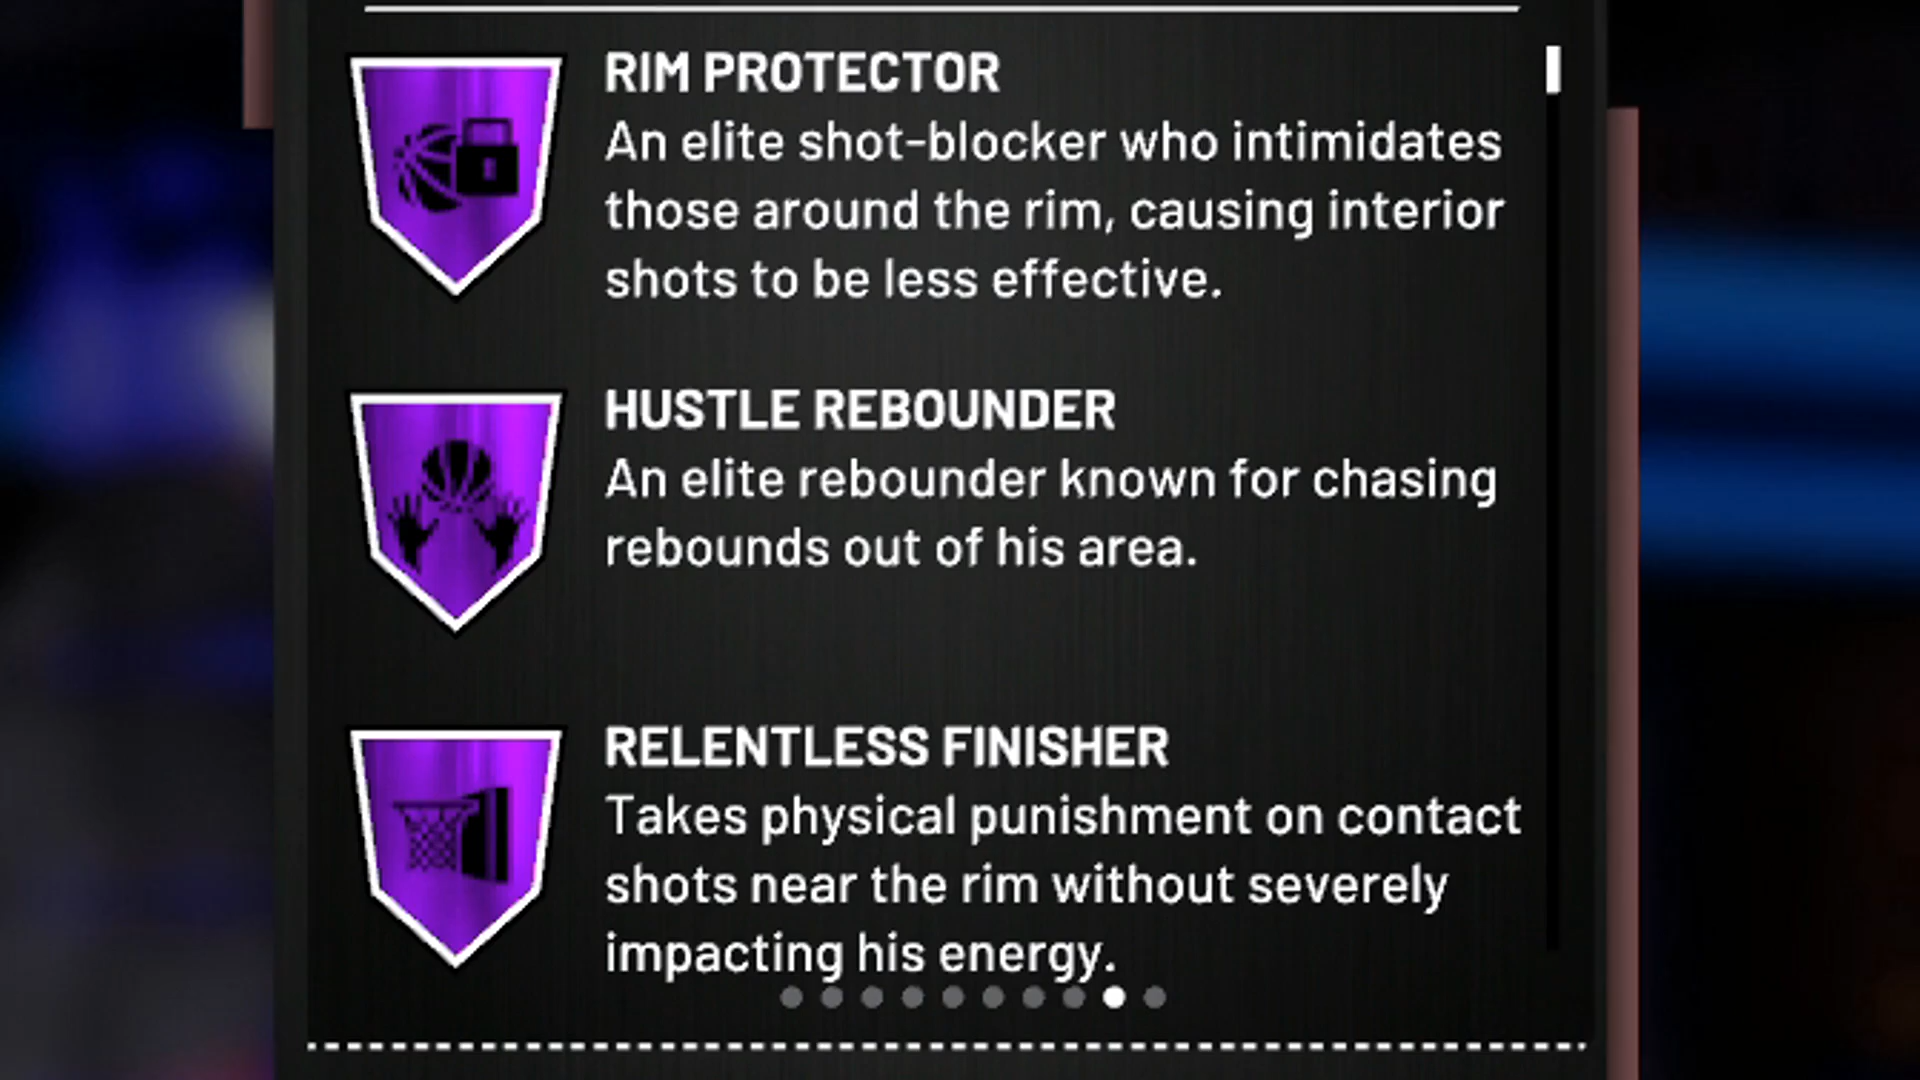 RIM PROTECTOR
An elite shot-blocker who intimidates
those around the rim, causing interior
shots to be less effective.
HUSTLE REBOUNDER
An elite rebounder known for chasing
rebounds out of his area.
RELENTLESS FINISHER
Takes physical punishment on contact
shots near the rim without severely
impacting his energy.